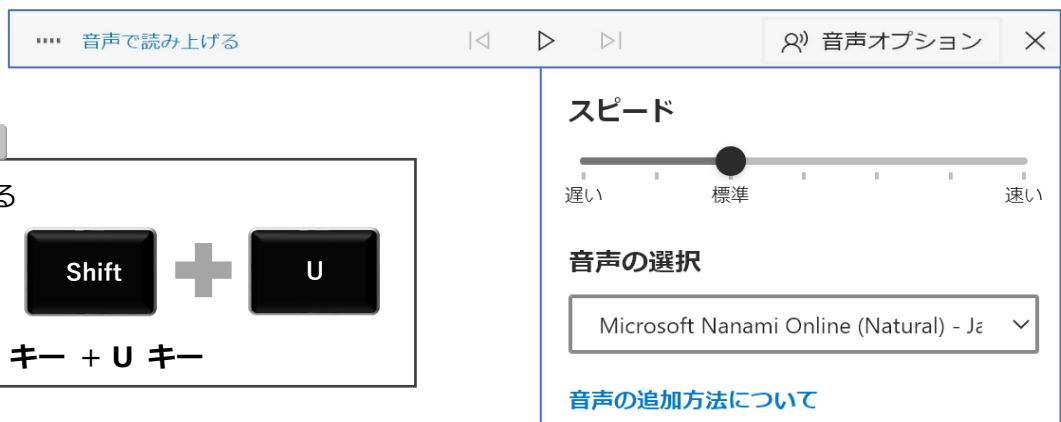 音声で読み上げる
音声オプション
スピード
遅い 標準 速い
音声の選択
Microsoft Nanami Online (Natural) - Ja
音声の追加方法について
る
Shift U
キー + U キー